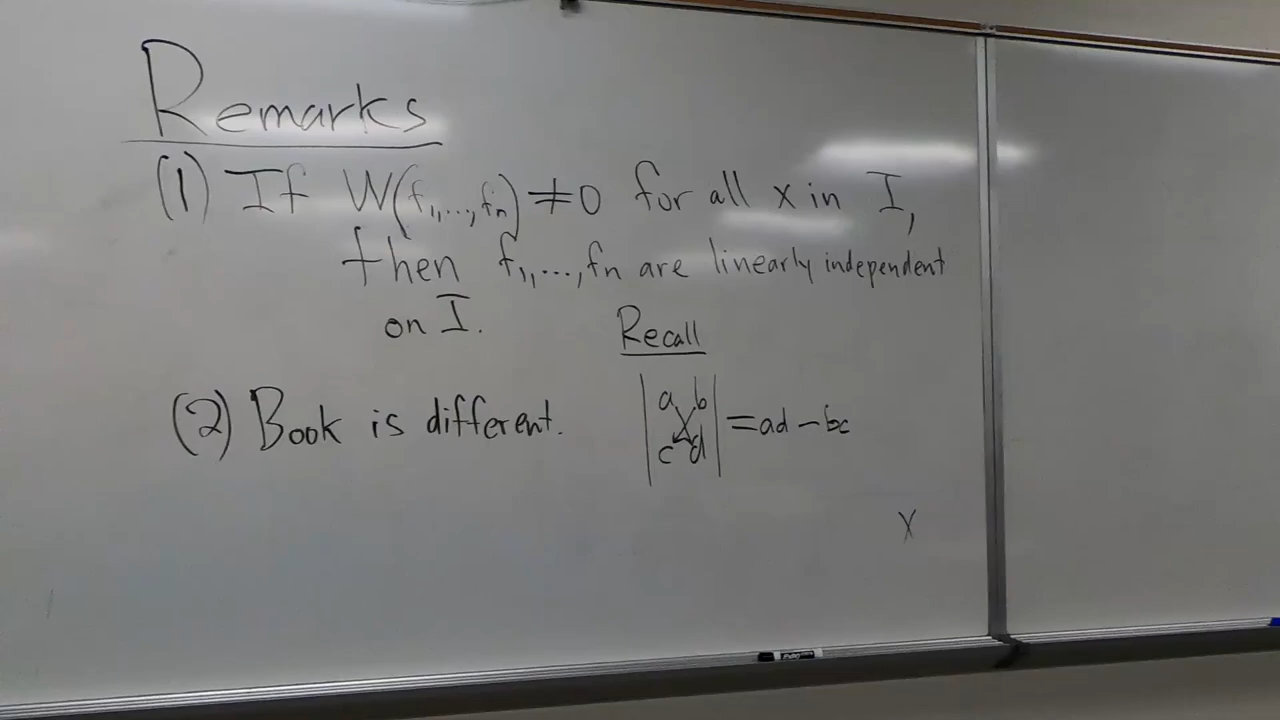 Remarks
(1) If W(f₁,...,fₙ) ≠ 0 for all x in I,
then f₁,...,fₙ are linearly independent
on I.
(2) Book is different.
Recall
|a b|
|c d| = ad - bc
x